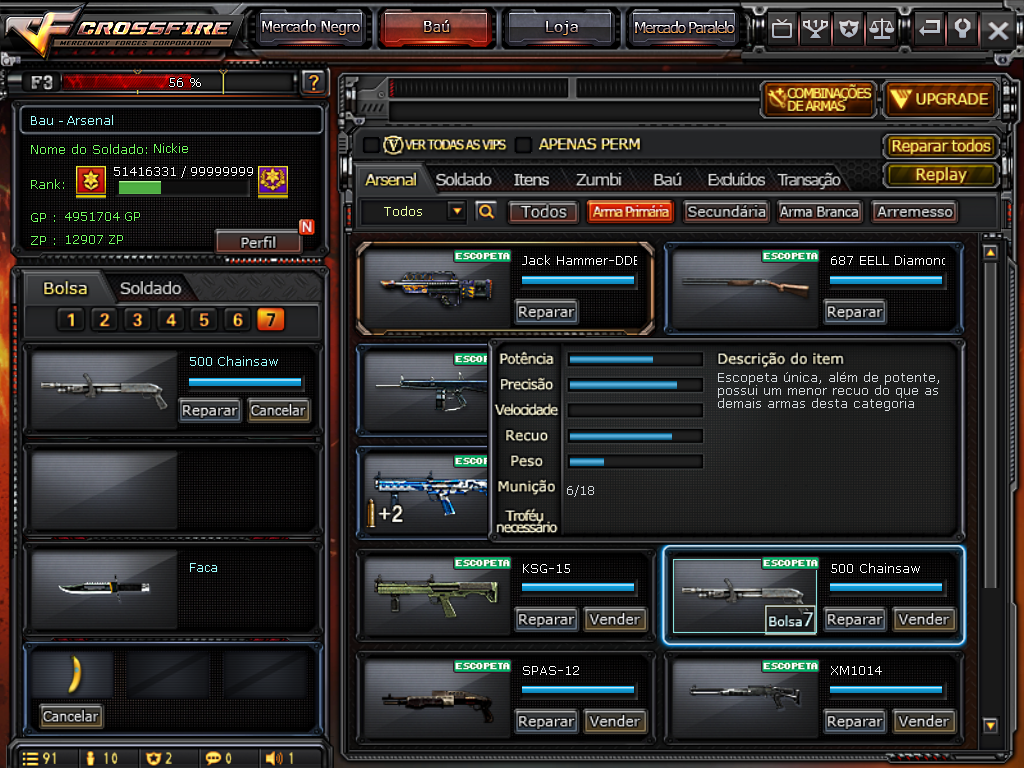 CROSSFIRE
MERCENARY FORCES CORPORATION
Mercado Negro
Baú
Loja
Mercado Paralelo
F3
56 %
?
Bau - Arsenal
Nome do Soldado: Nickie
Rank:
51416331 / 99999999
GP : 4951704 GP
ZP : 12907 ZP
N
Perfil
Bolsa
Soldado
1 2 3 4 5 6 7
500 Chainsaw
Reparar
Cancelar
Faca
Cancelar
91
10
2
0
1
COMBINAÇÕES
DE ARMAS
UPGRADE
V VER TODAS AS VIPS
APENAS PERM
Reparar todos
Replay
Arsenal
Soldado
Itens
Zumbi
Baú
Excluídos
Transação
Todos
Todos
Arma Primária
Secundária
Arma Branca
Arremesso
ESCOPETA
Jack Hammer-DDE
Reparar
ESCOPETA
687 EELL Diamond
Reparar
ESCO
ESCO
+2
Potência
Precisão
Velocidade
Recuo
Peso
Munição
6/18
Troféu
necessário
Descrição do item
Escopeta única, além de potente,
possui um menor recuo do que as
demais armas desta categoria
ESCOPETA
KSG-15
Reparar
Vender
ESCOPETA
500 Chainsaw
Bolsa7
Reparar
Vender
ESCOPETA
SPAS-12
Reparar
Vender
ESCOPETA
XM1014
Reparar
Vender